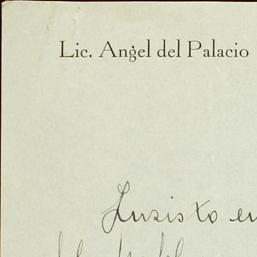 Lic. Angel del Palacio
Insisto en